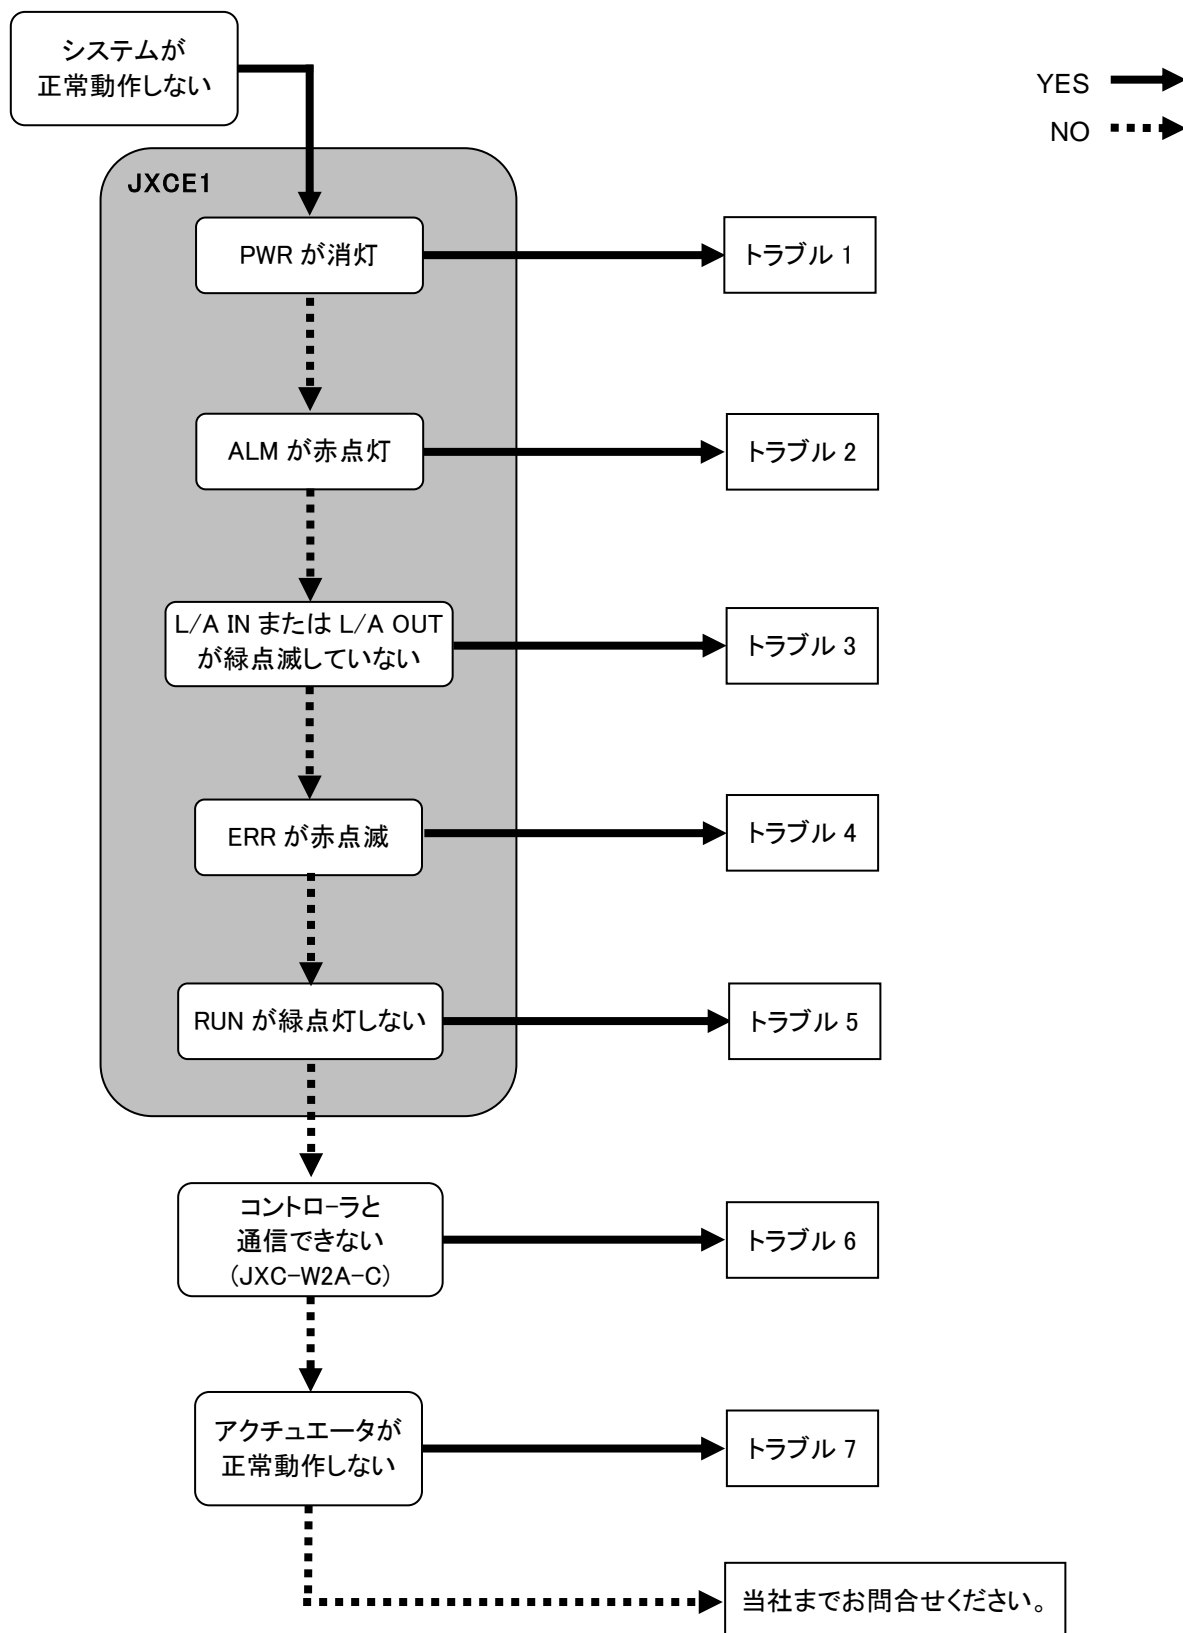 システムが
正常動作しない
YES
NO
JXCE1
PWR が消灯
トラブル 1
ALM が赤点灯
トラブル 2
L/A IN または L/A OUT
が緑点滅していない
トラブル 3
ERR が赤点滅
トラブル 4
RUN が緑点灯しない
トラブル 5
コントローラと
通信できない
(JXC-W2A-C)
トラブル 6
アクチュエータが
正常動作しない
トラブル 7
当社までお問合せください。